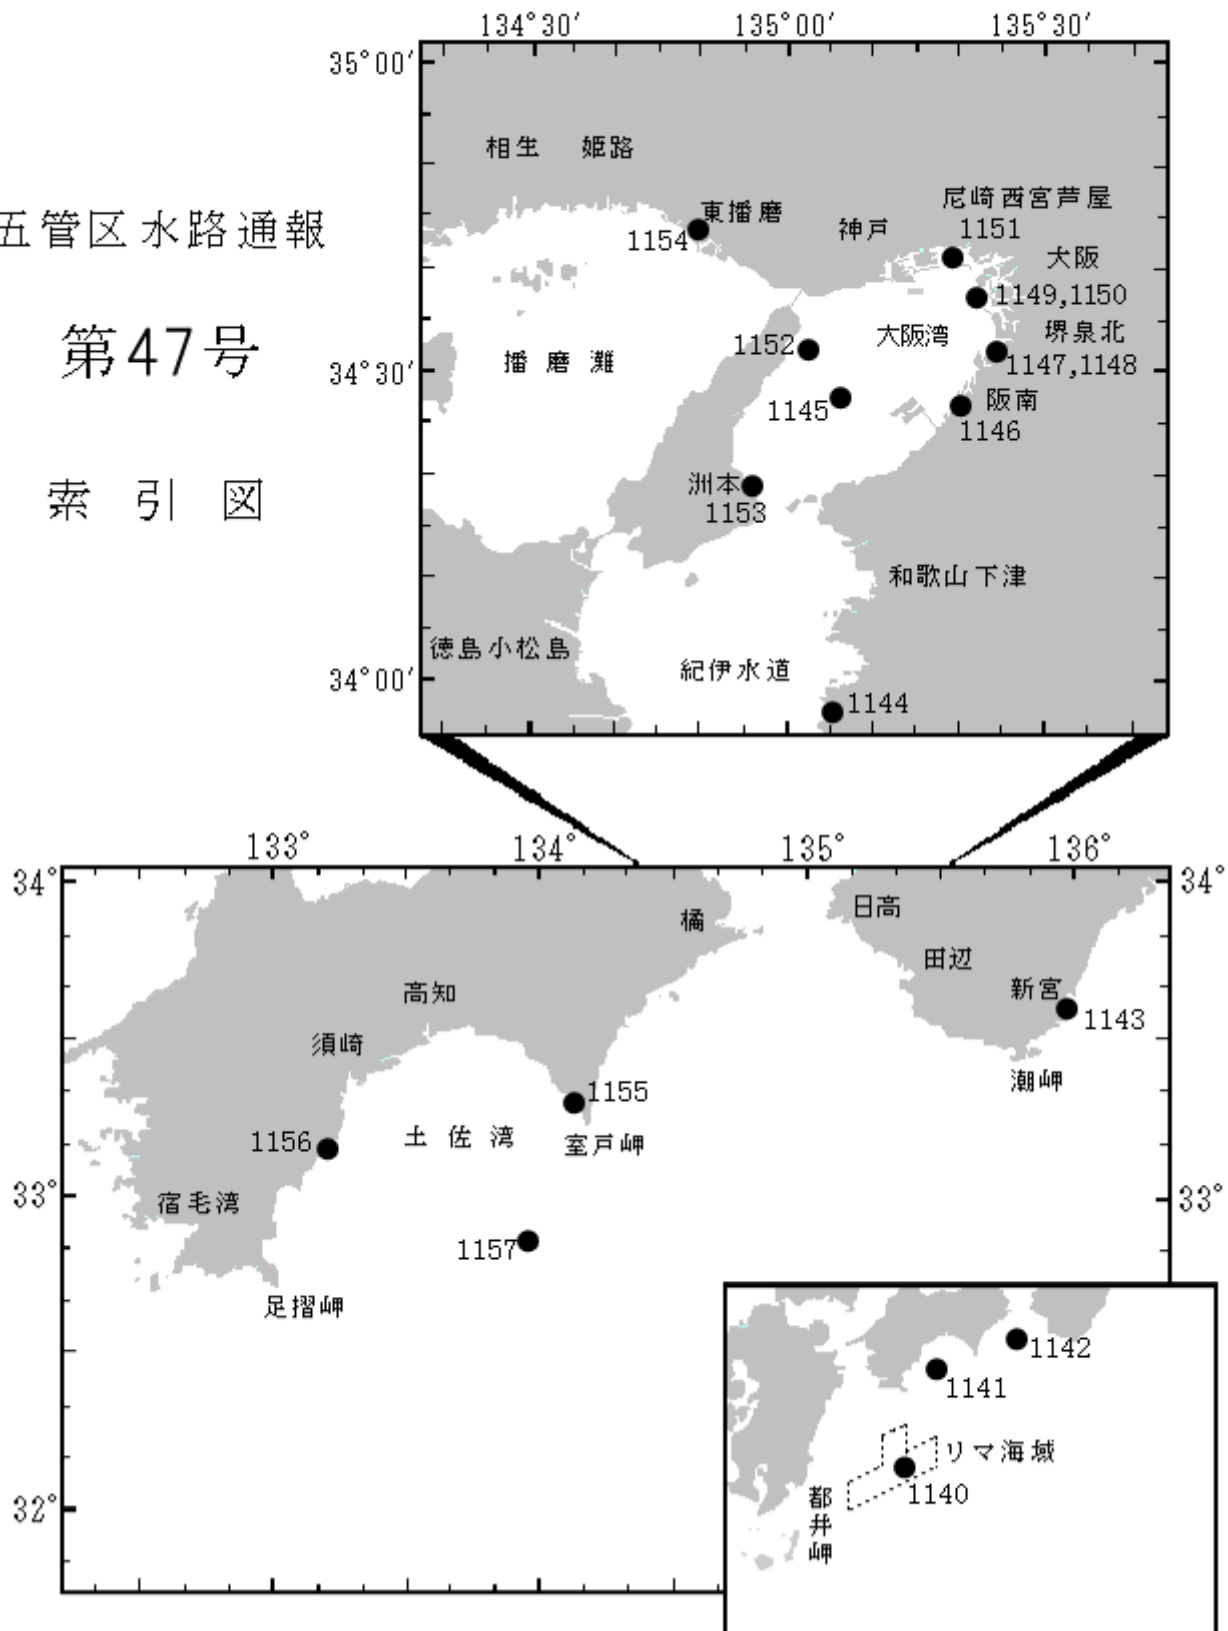 134°30′ 135°00′ 135°30′
35°00′
相生 姫路
五管区水路通報
東播磨
尼崎西宮芦屋
1154
神戸
1151
大阪
1149,1150
第47号
1152
大阪湾
堺泉北
播磨灘
34°30′
1147,1148
1145
阪南
1146
索引図
洲本
1153
和歌山下津
徳島小松島
紀伊水道
34°00′
1144
133° 134° 135° 136°
34° 34°
橘
日高
田辺
高知
新宮
1143
須崎
潮岬
1155
1156
土佐湾
室戸岬
33° 33°
宿毛湾
1157
足摺岬
1142
1141
リマ海域
1140
都井岬
32°